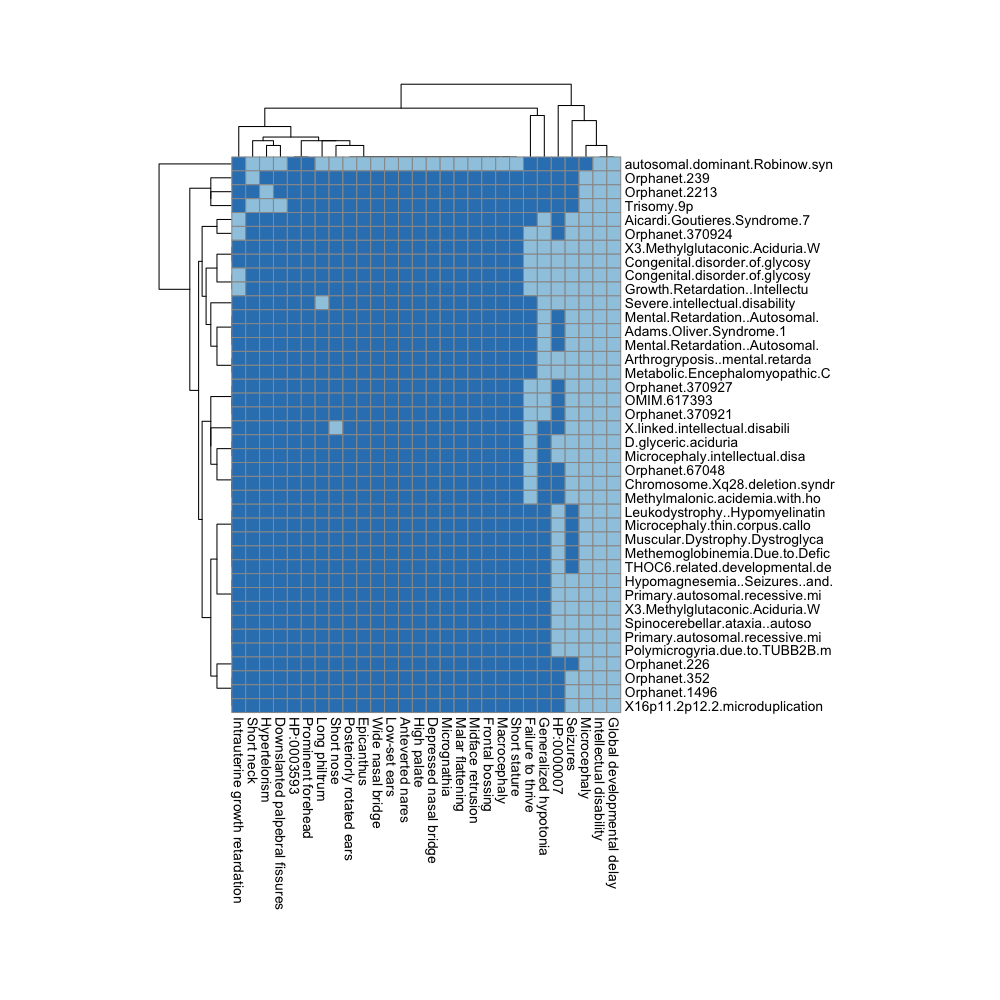 autosomal.dominant.Robinow.syn
Orphanet.239
Orphanet.2213
Trisomy.9p
Aicardi.Goutieres.Syndrome.7
Orphanet.370924
X3.Methylglutaconic.Aciduria.W
Congenital.disorder.of.glycosy
Congenital.disorder.of.glycosy
Growth.Retardation..Intellectu
Severe.intellectual.disability
Mental.Retardation..Autosomal.
Adams.Oliver.Syndrome.1
Mental.Retardation..Autosomal.
Arthrogryposis..mental.retarda
Metabolic.Encephalomyopathic.C
Orphanet.370927
OMIM.617393
Orphanet.370921
X.linked.intellectual.disabili
D.glyceric.aciduria
Microcephaly.intellectual.disa
Orphanet.67048
Chromosome.Xq28.deletion.syndr
Methylmalonic.acidemia.with.ho
Leukodystrophy..Hypomyelinatin
Microcephaly.thin.corpus.callo
Muscular.Dystrophy.Dystroglyca
Methemoglobinemia.Due.to.Defic
THOC6.related.developmental.de
Hypomagnesemia..Seizures..and.
Primary.autosomal.recessive.mi
X3.Methylglutaconic.Aciduria.W
Spinocerebellar.ataxia..autoso
Primary.autosomal.recessive.mi
Polymicrogyria.due.to.TUBB2B.m
Orphanet.226
Orphanet.352
Orphanet.1496
X16p11.2p12.2.microduplication
Intrauterine growth retardation
Short neck
Hypertelorism
Downslanted palpebral fissures
HP:0003593
Prominent forehead
Long philtrum
Short nose
Posteriorly rotated ears
Epicanthus
Wide nasal bridge
Low-set ears
Anteverted nares
High palate
Depressed nasal bridge
Micrognathia
Malar flattening
Midface retrusion
Frontal bossing
Macrocephaly
Short stature
Failure to thrive
Generalized hypotonia
HP:0000007
Seizures
Microcephaly
Intellectual disability
Global developmental delay